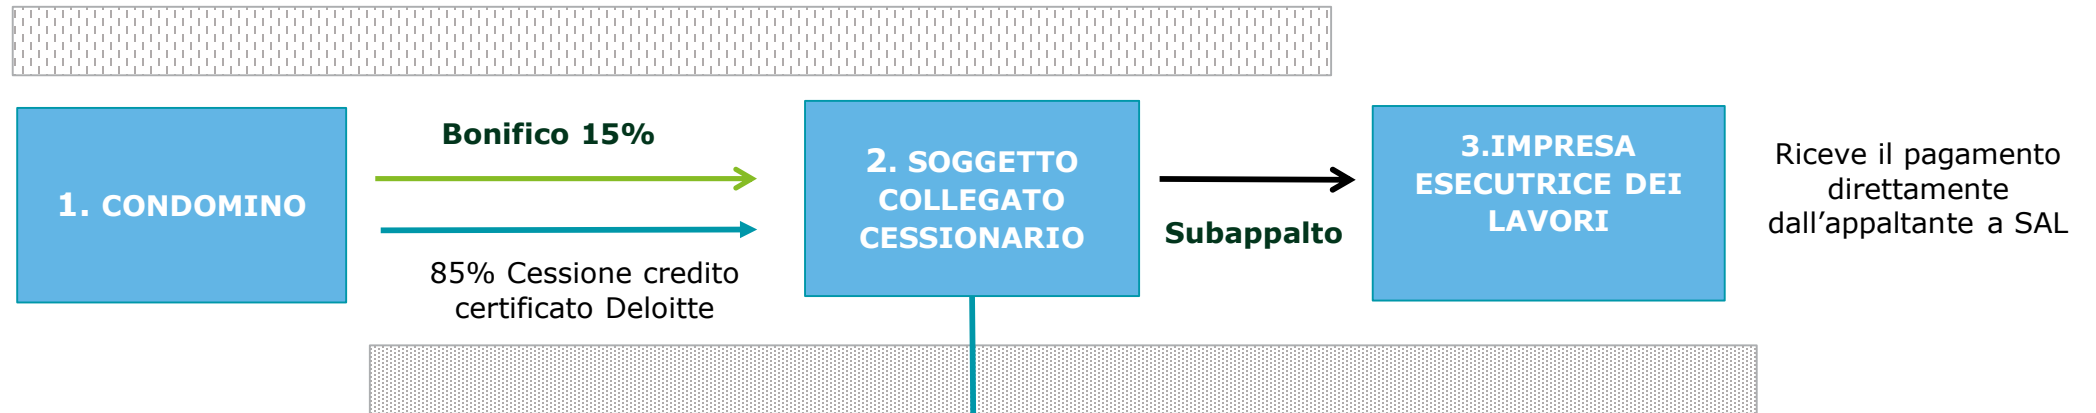 1. CONDOMINO
Bonifico 15%
85% Cessione credito
certificato Deloitte
2. SOGGETTO
COLLEGATO
CESSIONARIO
Subappalto
3.IMPRESA
ESECUTRICE DEI
LAVORI
Riceve il pagamento
direttamente
dall’appaltante a SAL